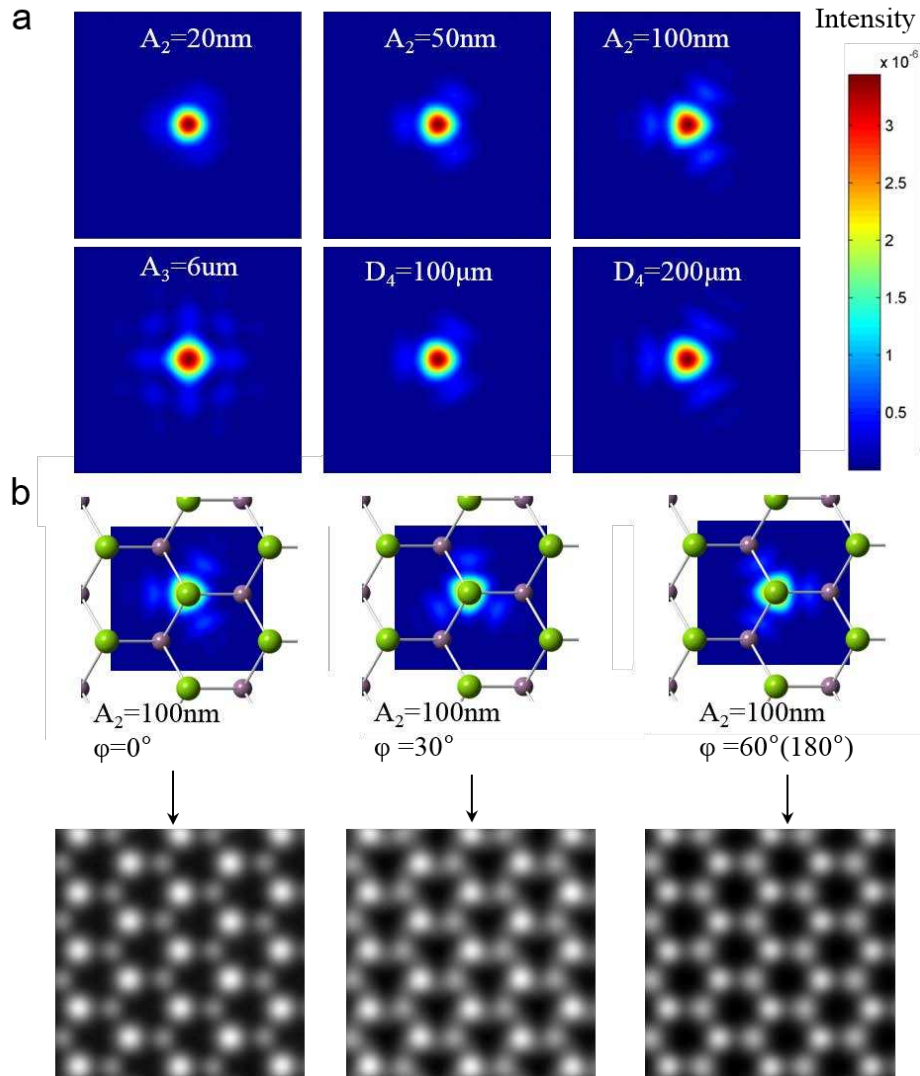 a
A₂=20nm
A₂=50nm
A₂=100nm
Intensity
x 10⁻⁶
3
2.5
2
1.5
1
0.5
A₃=6um
D₄=100μm
D₄=200μm
b
A₂=100nm
φ=0°
A₂=100nm
φ =30°
A₂=100nm
φ =60°(180°)